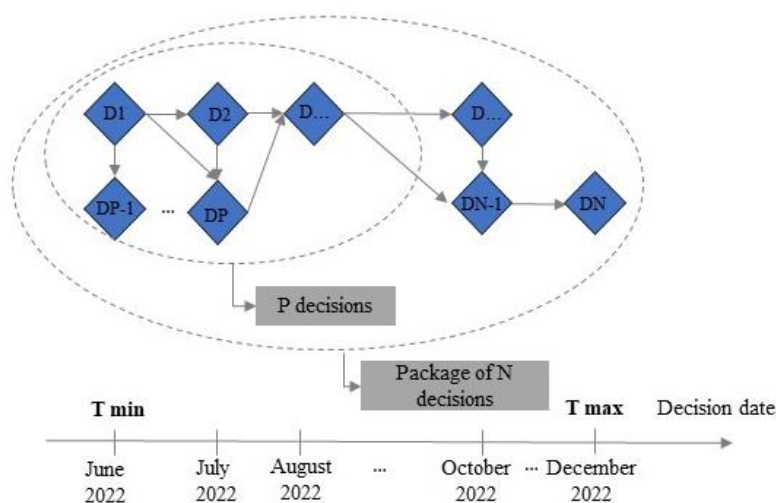 D1
D2
D...
D...
DP-1
...
DP
DN-1
DN
P decisions
Package of N
decisions
T min
T max
Decision date
June
2022
July
2022
August
2022
...
October
2022
...
December
2022